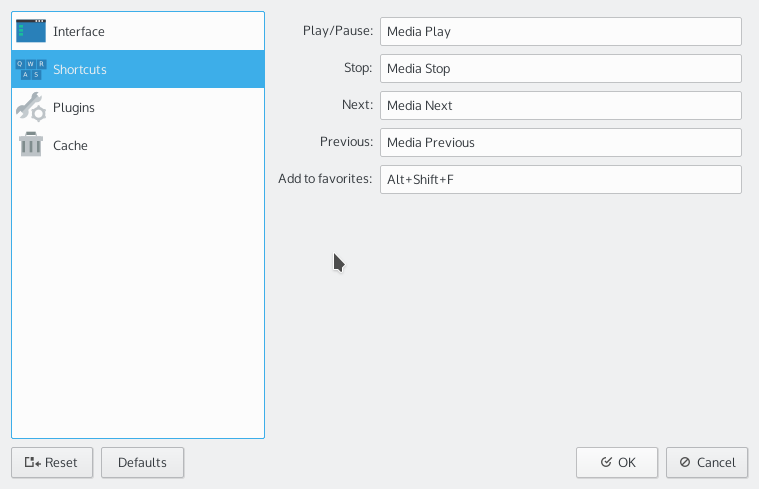 Interface
Shortcuts
Plugins
Cache
Play/Pause: Media Play
Stop: Media Stop
Next: Media Next
Previous: Media Previous
Add to favorites: Alt+Shift+F
Reset
Defaults
OK
Cancel